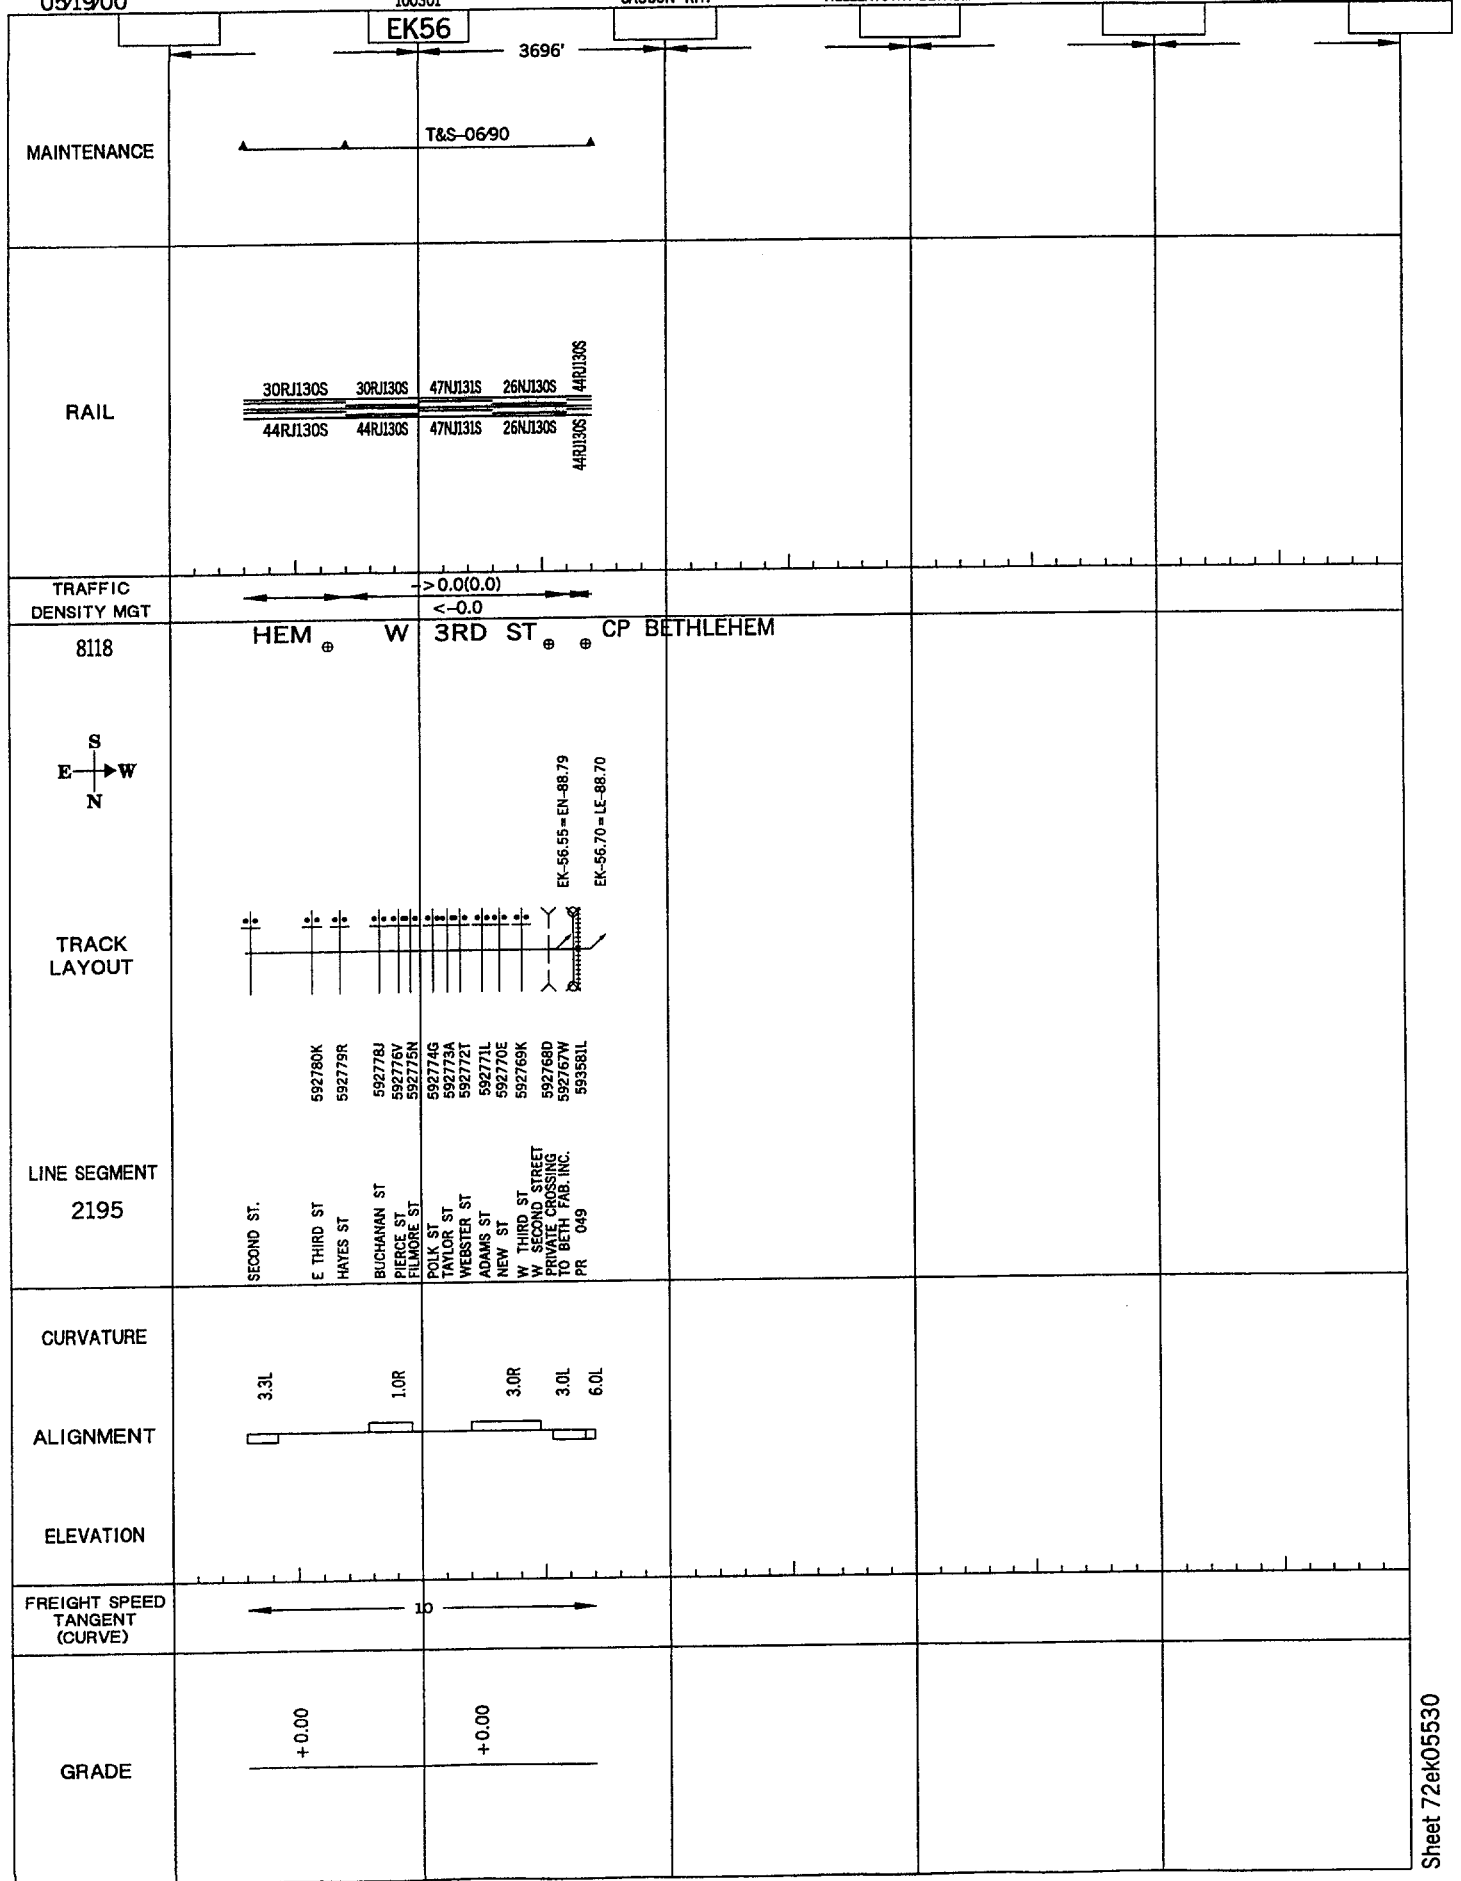 05/19/00
100301
EK56
3696'
MAINTENANCE
T&S-06/90
RAIL
30RJ130S 30RJ130S 47NJ131S 26NJ130S 44RJ130S
44RJ130S 44RJ130S 47NJ131S 26NJ130S 44RJ130S
TRAFFIC
DENSITY MGT
->0.0(0.0)
<-0.0
8118
HEM W 3RD ST CP BETHLEHEM
S
E W
N
EK-56.55=EN-88.79
EK-56.70=LE-88.70
TRACK
LAYOUT
592780K
592779R
592778J
592776V
592775N
592774G
592773A
592772T
592771L
592770E
592769K
592768D
592767W
593581L
LINE SEGMENT
2195
SECOND ST.
E THIRD ST
HAYES ST
BUCHANAN ST
PIERCE ST
FILMORE ST
POLK ST
TAYLOR ST
WEBSTER ST
ADAMS ST
NEW ST
W THIRD ST
W SECOND STREET
PRIVATE CROSSING
TO BETH FAB. INC.
PR 049
CURVATURE
3.3L
1.0R
3.0R
3.0L
6.0L
ALIGNMENT
ELEVATION
FREIGHT SPEED
TANGENT
(CURVE)
10
GRADE
+0.00
+0.00
Sheet 72ek05530